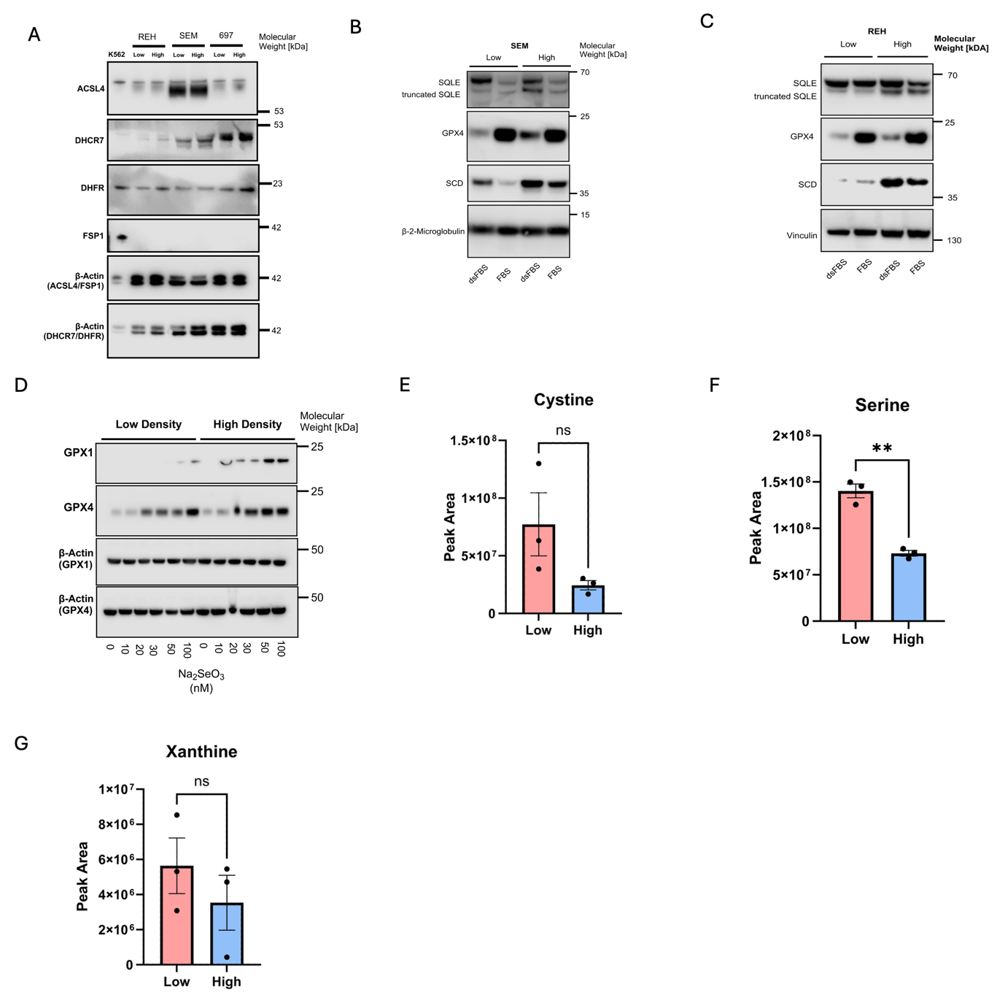 A
REH
SEM
697
Molecular
Weight [kDa]
K562
Low
High
Low
High
Low
High
ACSL4
53
53
DHCR7
DHFR
23
FSP1
42
β-Actin
(ACSL4/FSP1)
42
β-Actin
(DHCR7/DHFR)
42
B
SEM
Molecular
Weight [kDa]
Low
High
70
SQLE
truncated SQLE
25
GPX4
SCD
35
15
β-2-Microglobulin
dsFBS
FBS
dsFBS
FBS
C
REH
Molecular
Weight [kDA]
Low
High
70
SQLE
truncated SQLE
25
GPX4
SCD
35
Vinculin
130
dsFBS
FBS
dsFBS
FBS
D
Molecular
Weight [kDa]
Low Density
High Density
GPX1
25
25
GPX4
50
β-Actin
(GPX1)
50
β-Actin
(GPX4)
0
10
20
30
50
100
0
10
20
30
50
100
Na₂SeO₃
(nM)
E
Cystine
ns
1.5×10⁸
1×10⁸
5×10⁷
0
Peak Area
Low
High
F
Serine
**
2×10⁸
1.5×10⁸
1×10⁸
5×10⁷
0
Peak Area
Low
High
G
Xanthine
ns
1×10⁷
8×10⁶
6×10⁶
4×10⁶
2×10⁶
0
Peak Area
Low
High